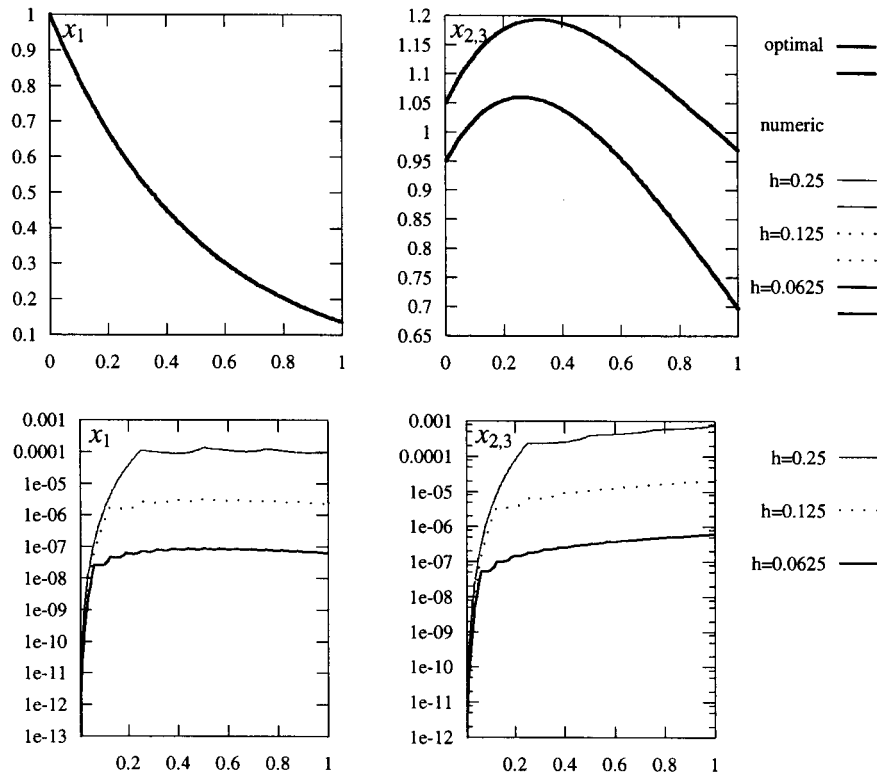 x1
1
0.9
0.8
0.7
0.6
0.5
0.4
0.3
0.2
0.1
0 0.2 0.4 0.6 0.8 1
x2,3
1.2
1.15
1.1
1.05
1
0.95
0.9
0.85
0.8
0.75
0.7
0.65
0 0.2 0.4 0.6 0.8 1
optimal
numeric
h=0.25
h=0.125
h=0.0625
x1
0.001
0.0001
1e-05
1e-06
1e-07
1e-08
1e-09
1e-10
1e-11
1e-12
1e-13
0.2 0.4 0.6 0.8 1
x2,3
0.001
0.0001
1e-05
1e-06
1e-07
1e-08
1e-09
1e-10
1e-11
1e-12
0.2 0.4 0.6 0.8 1
h=0.25
h=0.125
h=0.0625